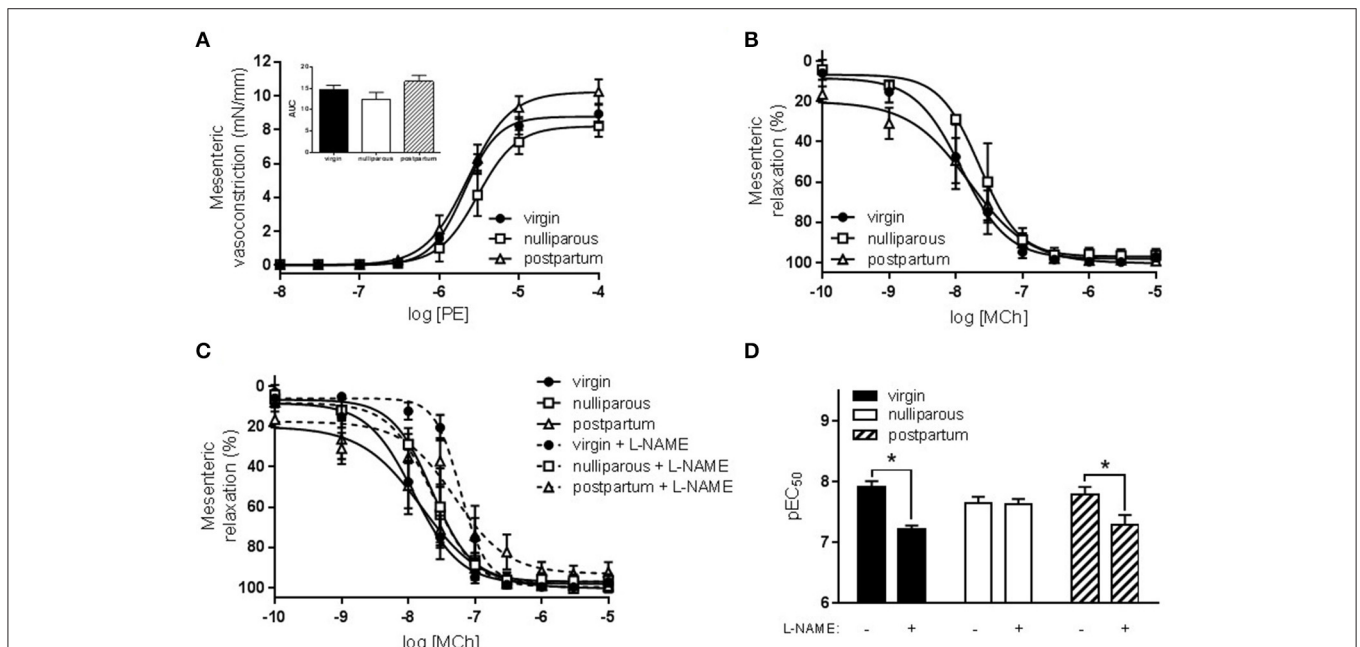 A
Mesenteric
vasoconstriction (mN/mm)
12
10
8
6
4
2
0
-8
-7
-6
-5
-4
log [PE]
AUC
20
15
10
5
0
virgin
nulliparous
postpartum
virgin
nulliparous
postpartum
B
Mesenteric
relaxation (%)
0
20
40
60
80
100
-10
-9
-8
-7
-6
-5
log [MCh]
virgin
nulliparous
postpartum
C
Mesenteric
relaxation (%)
0
20
40
60
80
100
-10
-9
-8
-7
-6
-5
log [MCh]
virgin
nulliparous
postpartum
virgin + L-NAME
nulliparous + L-NAME
postpartum + L-NAME
D
pEC50
9
8
7
6
virgin
nulliparous
postpartum
*
*
L-NAME: - + - + - +